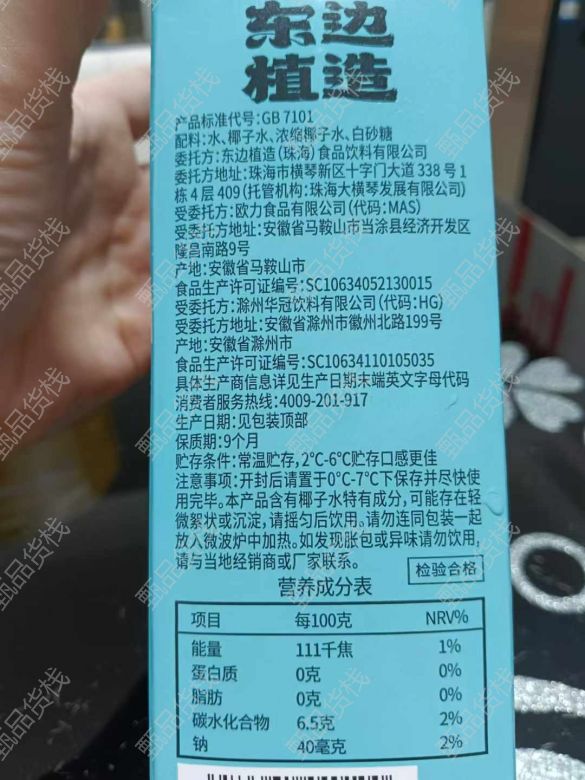 东边
植造
产品标准代号:GB 7101
配料:水、椰子水、浓缩椰子水、白砂糖
委托方:东边植造(珠海)食品饮料有限公司
委托方地址:珠海市横琴新区十字门大道338号1
栋4层409(托管机构:珠海大横琴发展有限公司)
受委托方:欧力食品有限公司(代码:MAS)
受委托方地址:安徽省马鞍山市当涂县经济开发区
隆昌南路9号
产地:安徽省马鞍山市
食品生产许可证编号:SC10634052130015
受委托方:滁州华冠饮料有限公司(代码:HG)
受委托方地址:安徽省滁州市徽州北路199号
产地:安徽省滁州市
食品生产许可证编号:SC10634110105035
具体生产商信息详见生产日期末端英文字母代码
消费者服务热线:4009-201-917
生产日期:见包装顶部
保质期:9个月
贮存条件:常温贮存,2℃-6℃贮存口感更佳
注意事项:开封后请置于0℃-7℃下保存并尽快使
用完毕。本产品含有椰子水特有成分,可能存在轻
微絮状或沉淀,请摇匀后饮用。请勿连同包装一起
放入微波炉中加热。如发现胀包或异味请勿饮用,
请与当地经销商或厂家联系。
检验合格
营养成分表
项目 每100克 NRV%
能量 111千焦 1%
蛋白质 0克 0%
脂肪 0克 0%
碳水化合物 6.5克 2%
钠 40毫克 2%
甄品货栈